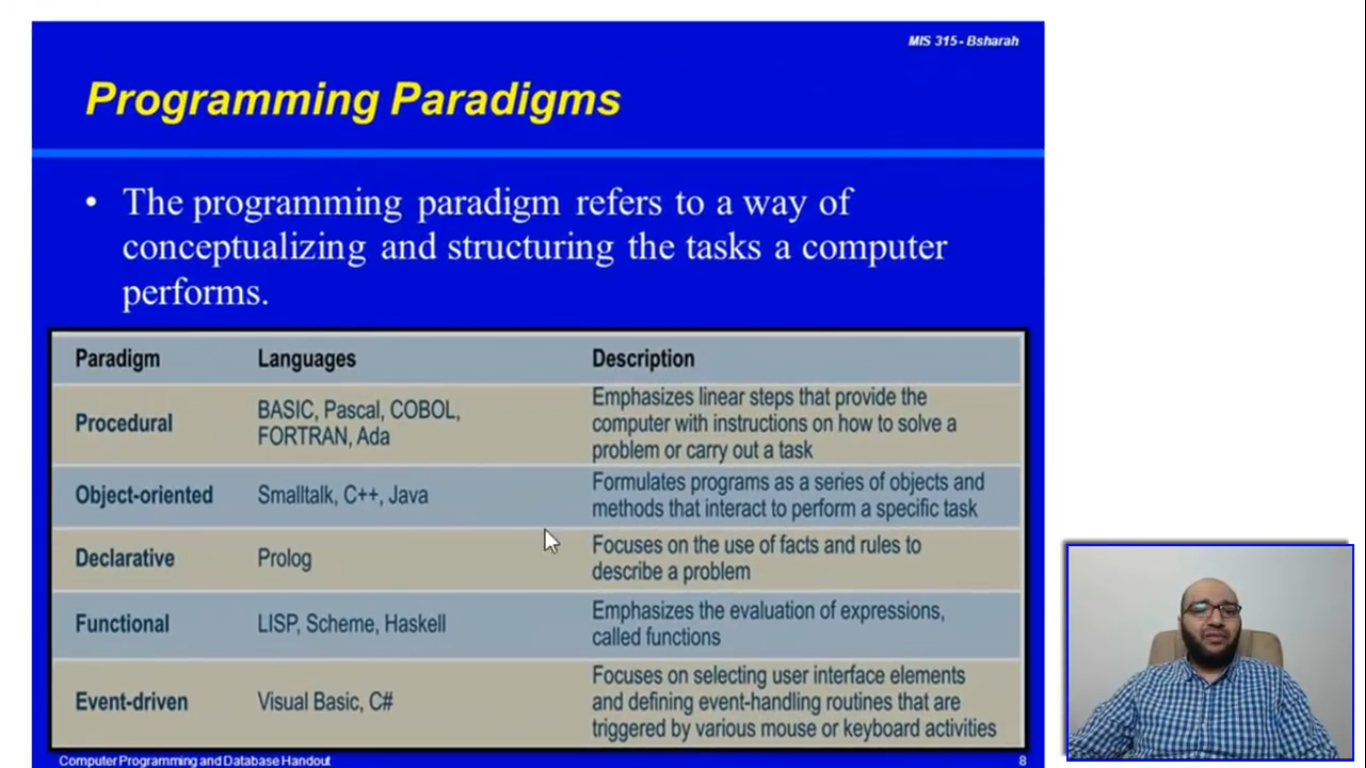 MIS 315 - Bsharah
Programming Paradigms
• The programming paradigm refers to a way of
conceptualizing and structuring the tasks a computer
performs.
Paradigm Languages Description
Procedural
BASIC, Pascal, COBOL,
FORTRAN, Ada
Emphasizes linear steps that provide the
computer with instructions on how to solve a
problem or carry out a task
Object-oriented
Smalltalk, C++, Java
Formulates programs as a series of objects and
methods that interact to perform a specific task
Declarative
Prolog
Focuses on the use of facts and rules to
describe a problem
Functional
LISP, Scheme, Haskell
Emphasizes the evaluation of expressions,
called functions
Event-driven
Visual Basic, C#
Focuses on selecting user interface elements
and defining event-handling routines that are
triggered by various mouse or keyboard activities
Computer Programming and Database Handout
8